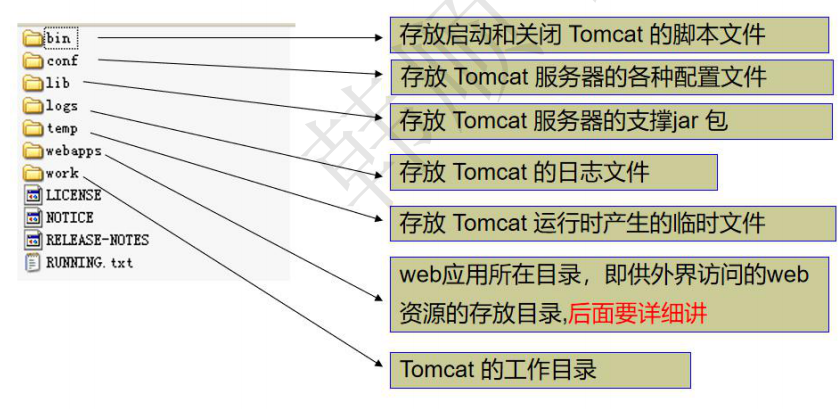 bin
存放启动和关闭 Tomcat 的脚本文件
conf
存放 Tomcat 服务器的各种配置文件
lib
存放 Tomcat 服务器的支撑jar 包
logs
存放 Tomcat 的日志文件
temp
存放 Tomcat 运行时产生的临时文件
webapps
web应用所在目录，即供外界访问的web
资源的存放目录,后面要详细讲
work
Tomcat 的工作目录
LICENSE
NOTICE
RELEASE-NOTES
RUNNING.txt
韩顺